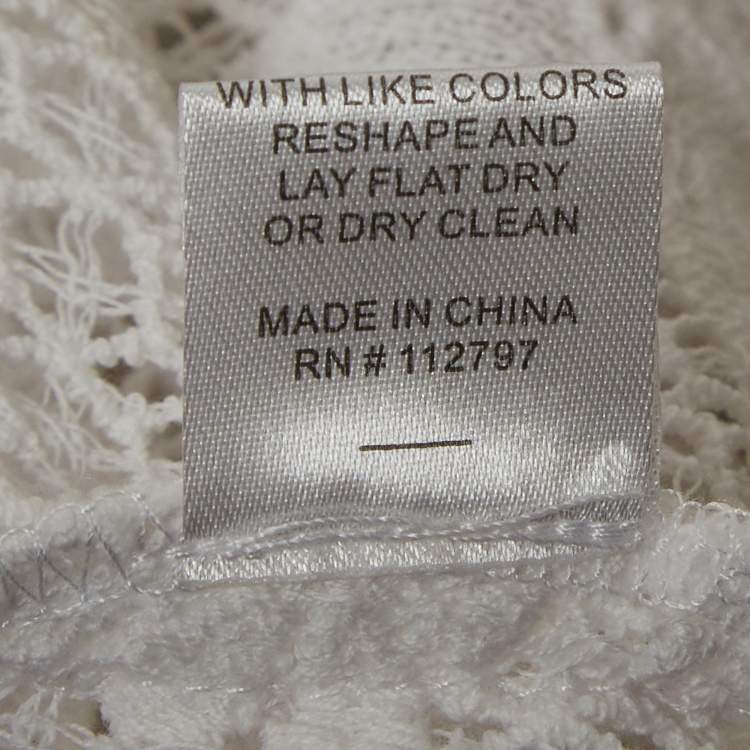 WITH LIKE COLORS
RESHAPE AND
LAY FLAT DRY
OR DRY CLEAN
MADE IN CHINA
RN # 112797